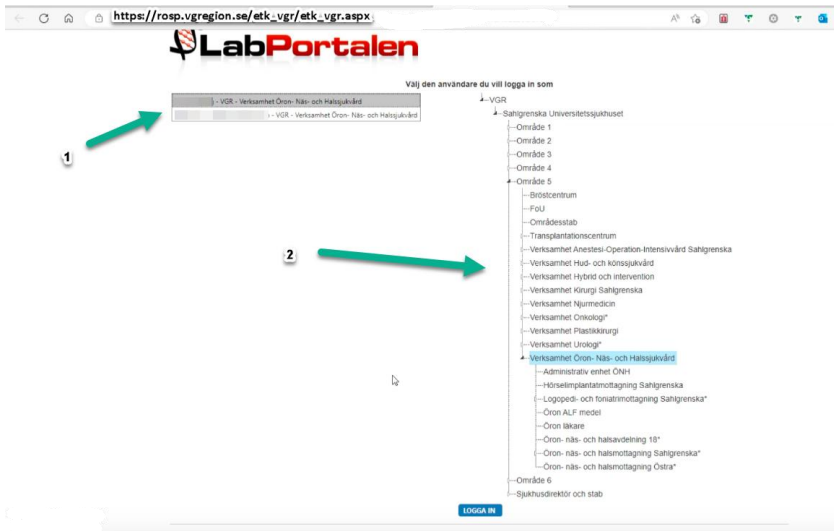 https://rosp.vgregion.se/etk_vgr/etk_vgr.aspx
LabPortalen
Välj den användare du vill logga in som
- VGR - Verksamhet Öron- Näs- och Halssjukvård
- VGR - Verksamhet Öron- Näs- och Halssjukvård
1
VGR
Sahlgrenska Universitetssjukhuset
Område 1
Område 2
Område 3
Område 4
Område 5
Bröstcentrum
FoU
Områdesstab
Transplantationscentrum
2
Verksamhet Anestesi-Operation-Intensivvård Sahlgrenska
Verksamhet Hud- och könssjukvård
Verksamhet Hybrid och intervention
Verksamhet Kirurgi Sahlgrenska
Verksamhet Njurmedicin
Verksamhet Onkologi*
Verksamhet Plastikkirurgi
Verksamhet Urologi*
Verksamhet Öron- Näs- och Halssjukvård
Administrativ enhet ÖNH
Hörselimplantatmottagning Sahlgrenska
Logopedi- och foniatrimottagning Sahlgrenska*
Öron ALF medel
Öron läkare
Öron- näs- och halsavdelning 18*
Öron- näs- och halsmottagning Sahlgrenska*
Öron- näs- och halsmottagning Östra*
Område 6
Sjukhusdirektör och stab
LOGGA IN